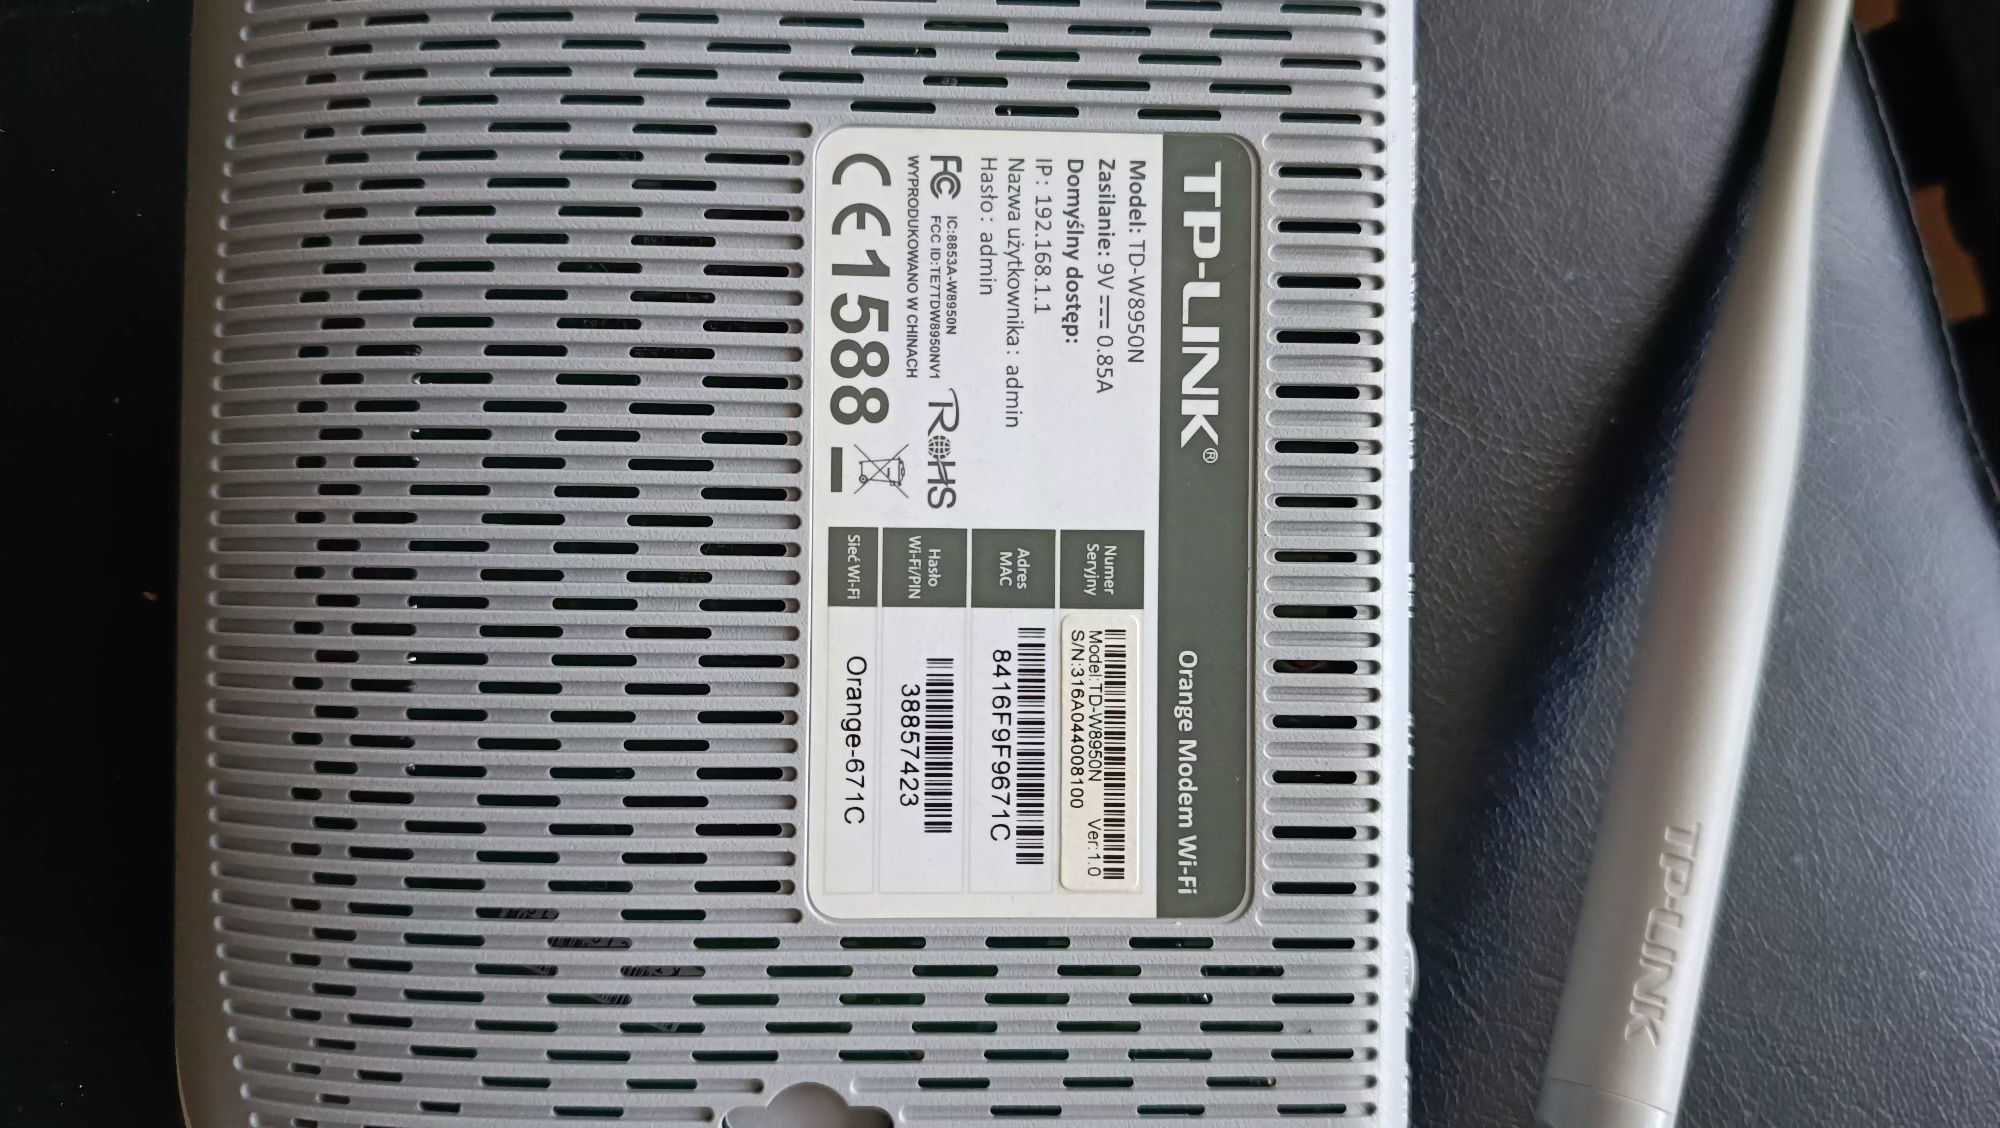 TP-LINK®
Orange Modem Wi-Fi
Model: TD-W8950N
Zasilanie: 9V 0.85A
Domyślny dostęp:
IP: 192.168.1.1
Nazwa użytkownika: admin
Hasło: admin
FC IC:8853A-W8950N
FCC ID:TE7TDW8950NV1
WYPRODUKOWANO W CHINACH
RoHS
CE1588
Numer
Seryjny
Model:TD-W8950N Ver:1.0
S/N:316A044008100
Adres
MAC
8416F9F9671C
Hasło
Wi-Fi/PIN
38857423
Sieć Wi-Fi
Orange-671C
TP-LINK